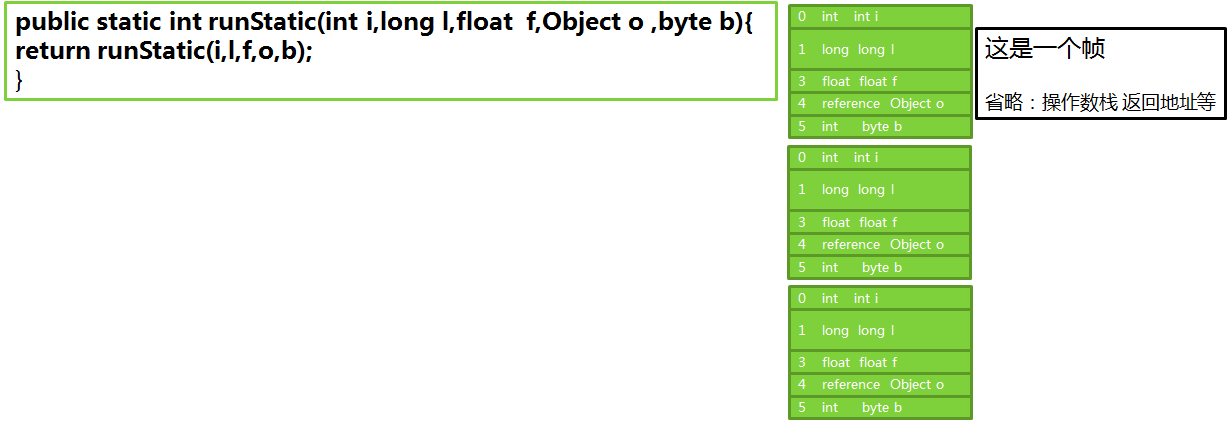 public static int runStatic(int i,long l,float  f,Object o ,byte b){
return runStatic(i,l,f,o,b);
}
0 int int i
1 long long l
3 float float f
4 reference Object o
5 int byte b
这是一个帧
省略：操作数栈 返回地址等
0 int int i
1 long long l
3 float float f
4 reference Object o
5 int byte b
0 int int i
1 long long l
3 float float f
4 reference Object o
5 int byte b